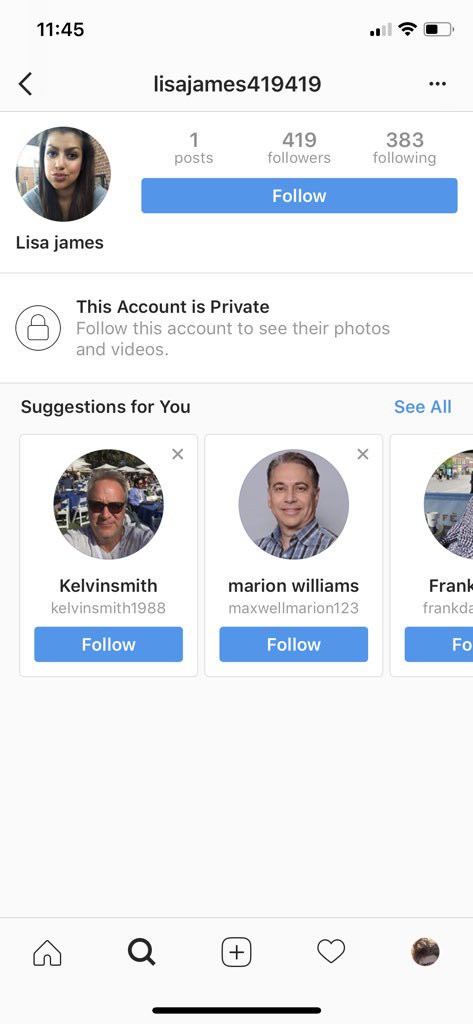 11:45
lisajames419419
1 419 383
posts followers following
Follow
Lisa james
This Account is Private
Follow this account to see their photos
and videos.
Suggestions for You See All
Kelvinsmith marion williams Frank
kelvinsmith1988 maxwellmarion123 frankda
Follow Follow Fo